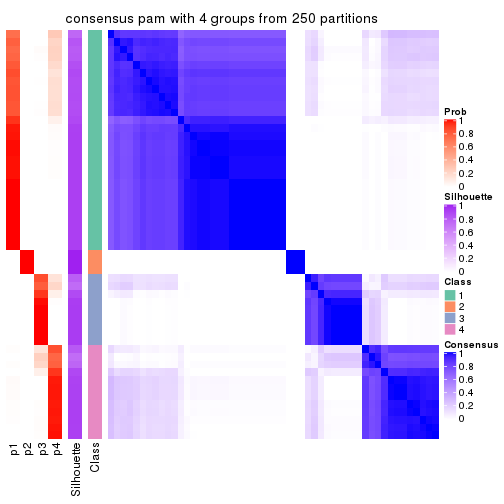 consensus pam with 4 groups from 250 partitions
Prob
1
0.8
0.6
0.4
0.2
0
Silhouette
1
0.8
0.6
0.4
0.2
0
Class
1
2
3
4
Consensus
1
0.8
0.6
0.4
0.2
0
p1
p2
p3
p4
Silhouette
Class